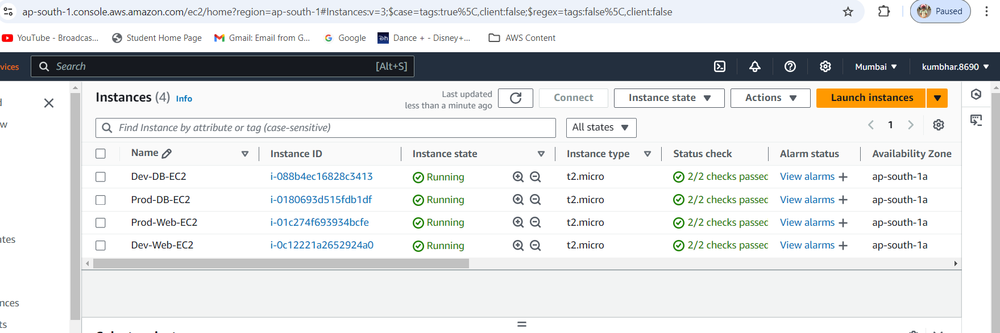 ap-south-1.console.aws.amazon.com/ec2/home?region=ap-south-1#Instances:v=3;$case=tags:true%5C,client:false;$regex=tags:false%5C,client:false
Paused
YouTube - Broadcas...
Student Home Page
Gmail: Email from G...
Google
Dance + - Disney+...
AWS Content
vices
Search
[Alt+S]
Mumbai
kumbhar.8690
Instances (4) Info
Last updated
less than a minute ago
Connect
Instance state
Actions
Launch instances
Find Instance by attribute or tag (case-sensitive)
All states
1
Name Instance ID Instance state Instance type Status check Alarm status Availability Zone
Dev-DB-EC2 i-088b4ec16828c3413 Running t2.micro 2/2 checks passed View alarms + ap-south-1a
Prod-DB-EC2 i-0180693d515fdb1df Running t2.micro 2/2 checks passed View alarms + ap-south-1a
Prod-Web-EC2 i-01c274f693934bcfe Running t2.micro 2/2 checks passed View alarms + ap-south-1a
Dev-Web-EC2 i-0c12221a2652924a0 Running t2.micro 2/2 checks passed View alarms + ap-south-1a
ates
nces
ts